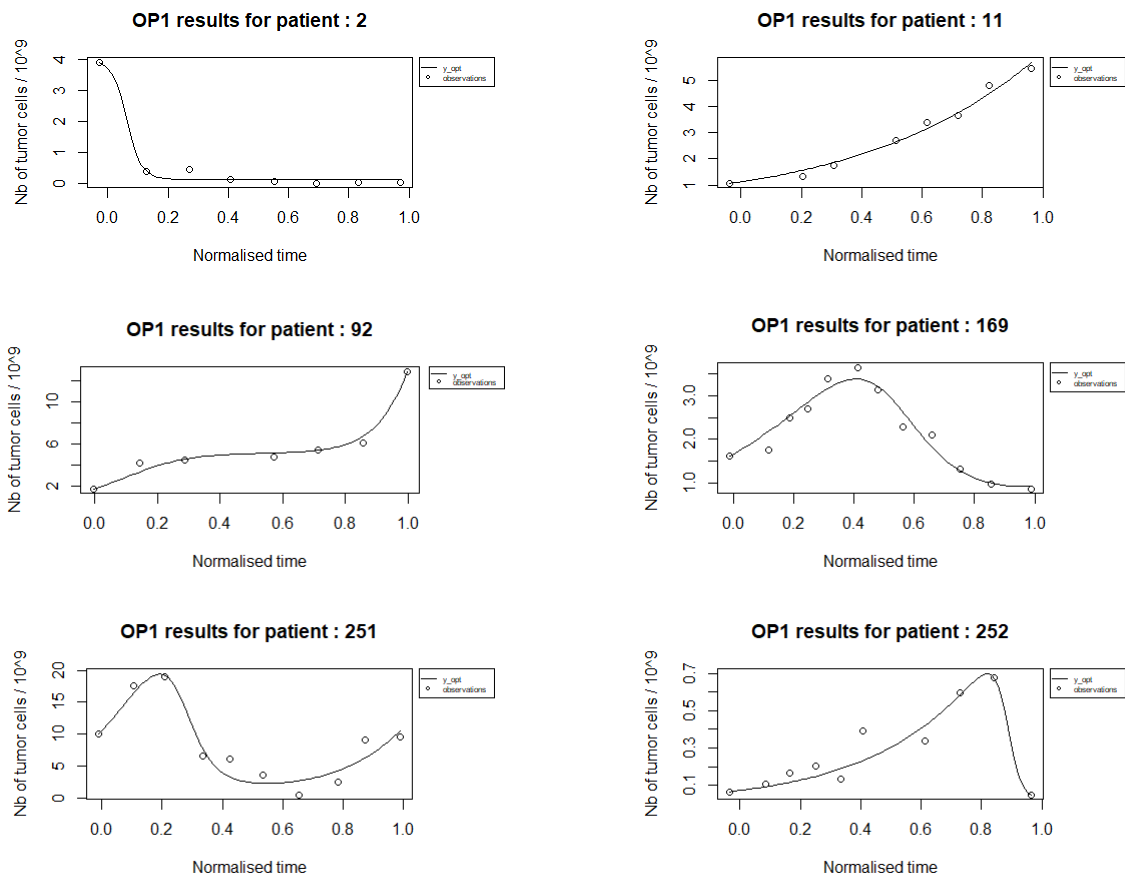 OP1 results for patient : 2
Nb of tumor cells / 10^9
4
3
2
1
0
0.0 0.2 0.4 0.6 0.8 1.0
Normalised time
y_opt
observations
OP1 results for patient : 11
Nb of tumor cells / 10^9
5
4
3
2
1
0.0 0.2 0.4 0.6 0.8 1.0
Normalised time
y_opt
observations
OP1 results for patient : 92
Nb of tumor cells / 10^9
10
6
2
0.0 0.2 0.4 0.6 0.8 1.0
Normalised time
y_opt
observations
OP1 results for patient : 169
Nb of tumor cells / 10^9
3.0
2.0
1.0
0.0 0.2 0.4 0.6 0.8 1.0
Normalised time
y_opt
observations
OP1 results for patient : 251
Nb of tumor cells / 10^9
20
15
10
5
0
0.0 0.2 0.4 0.6 0.8 1.0
Normalised time
y_opt
observations
OP1 results for patient : 252
Nb of tumor cells / 10^9
0.7
0.5
0.3
0.1
0.0 0.2 0.4 0.6 0.8 1.0
Normalised time
y_opt
observations